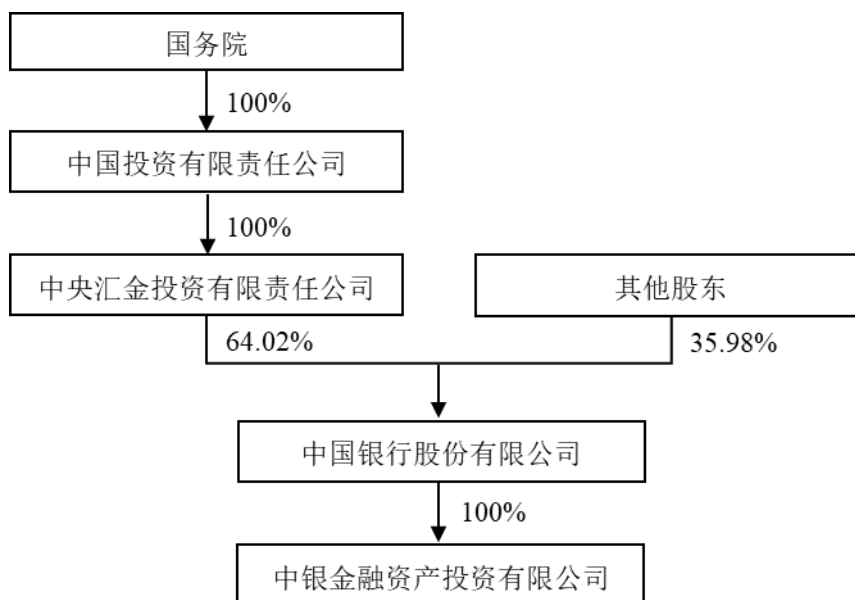 国务院
100%
中国投资有限责任公司
100%
中央汇金投资有限责任公司
其他股东
64.02%
35.98%
中国银行股份有限公司
100%
中银金融资产投资有限公司